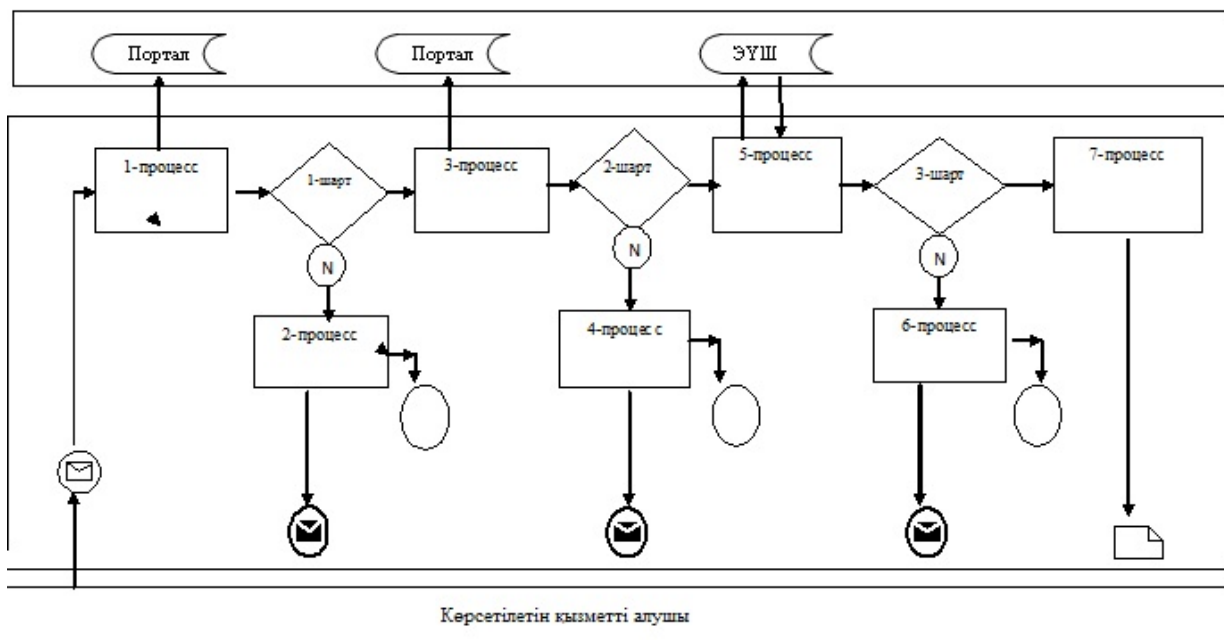 Портал
Портал
ЭҮШ
1-процесс
1-шарт
3-процесс
2-шарт
5-процесс
3-шарт
7-процесс
N
N
N
2-процесс
4-процесс
6-процесс
Көрсетілетін қызметті алушы